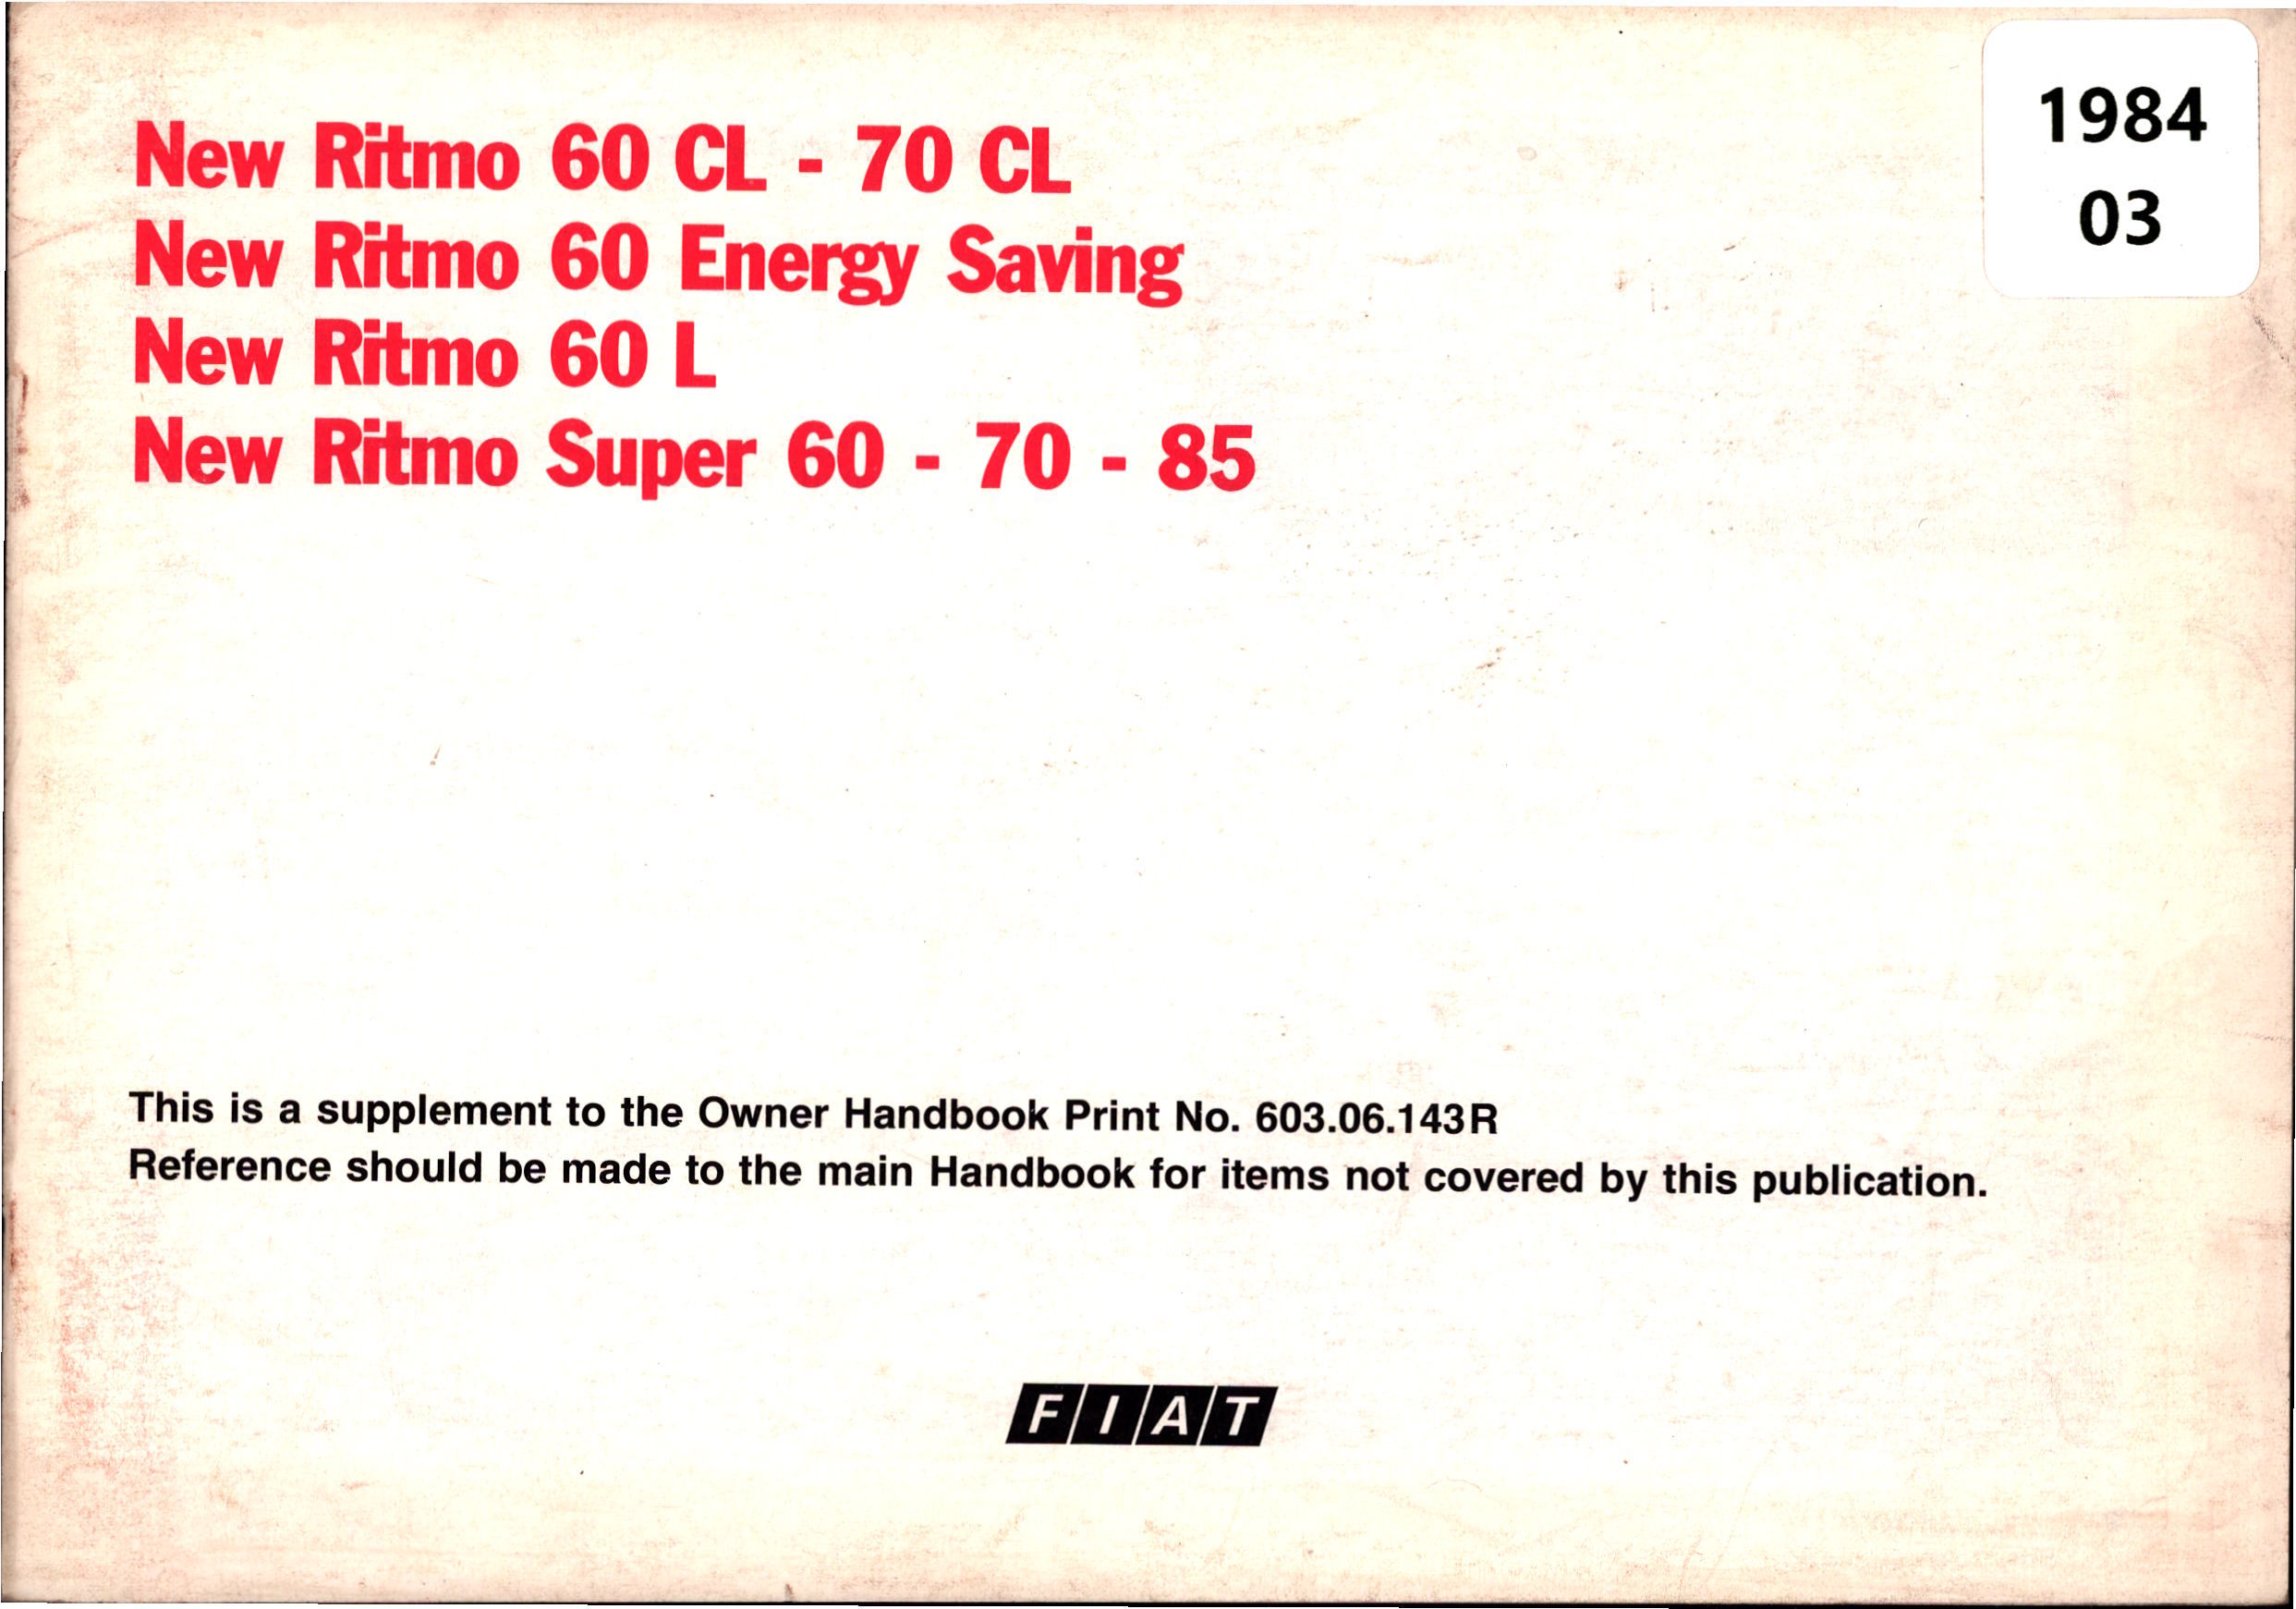 New Ritmo 60 CL - 70 CL
New Ritmo 60 Energy Saving
New Ritmo 60 L
New Ritmo Super 60 - 70 - 85
1984
03
This is a supplement to the Owner Handbook Print No. 603.06.143R
Reference should be made to the main Handbook for items not covered by this publication.
FIAT